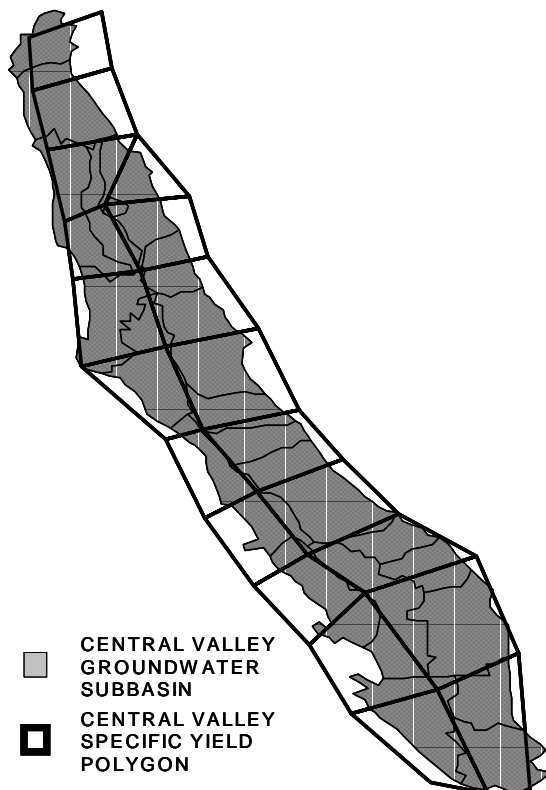 CENTRAL VALLEY
GROUNDWATER
SUBBASIN
CENTRAL VALLEY
SPECIFIC YIELD
POLYGON